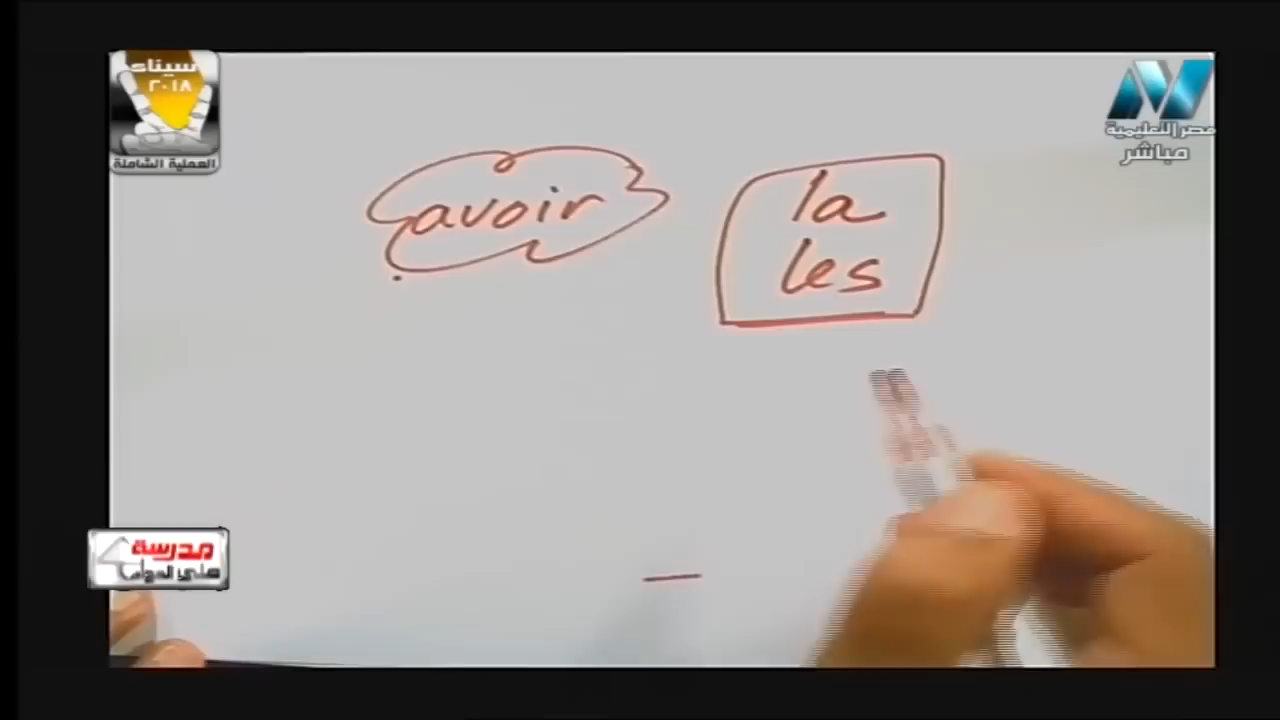 سيناء
٢٠١٨
العملية الشاملة
مصر التعليمية
مباشر
avoir
la
les
مدرسة
على الهواء